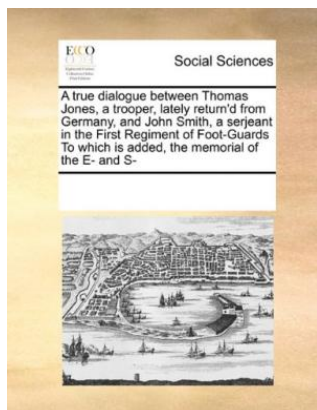 ECCO
Social Sciences
A true dialogue between Thomas
Jones, a trooper, lately return'd from
Germany, and John Smith, a serjeant
in the First Regiment of Foot-Guards
To which is added, the memorial of
the E- and S-